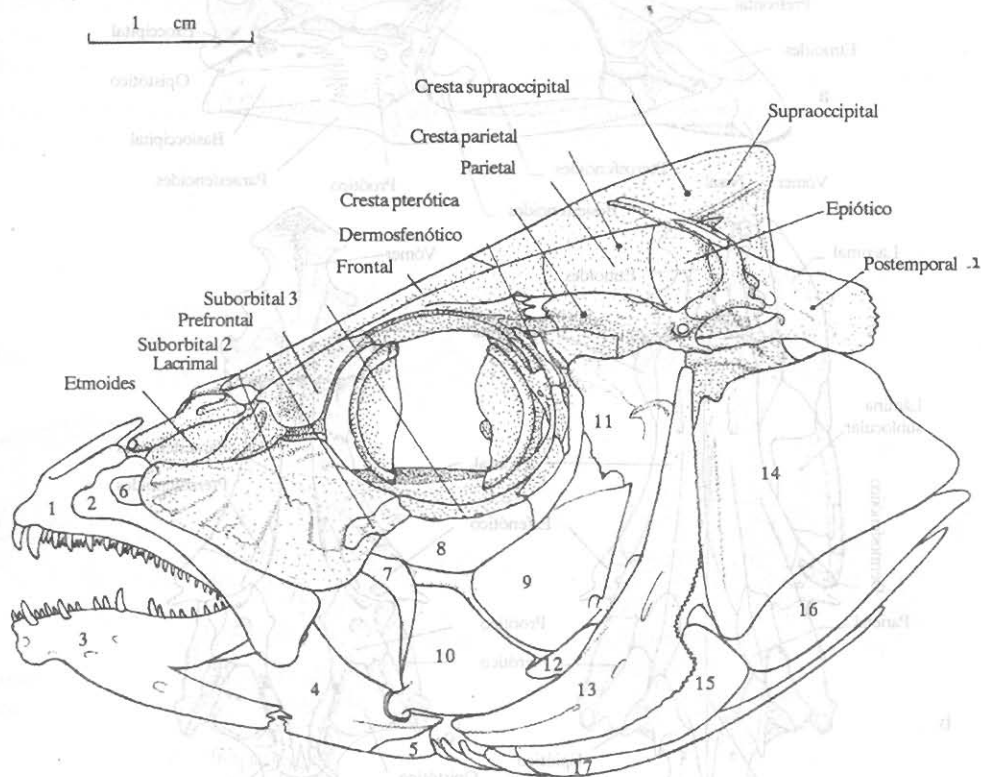 1 cm
Cresta supraoccipital
Supraoccipital
Cresta parietal
Parietal
Cresta pterótica
Epiótico
Dermosfenótico
Frontal
Postemporal
Suborbital 3
Prefrontal
Suborbital 2
Lacrimal
Etmoides
11
14
6
1
2
8
7
9
16
3
10
12
4
13
15
5
17